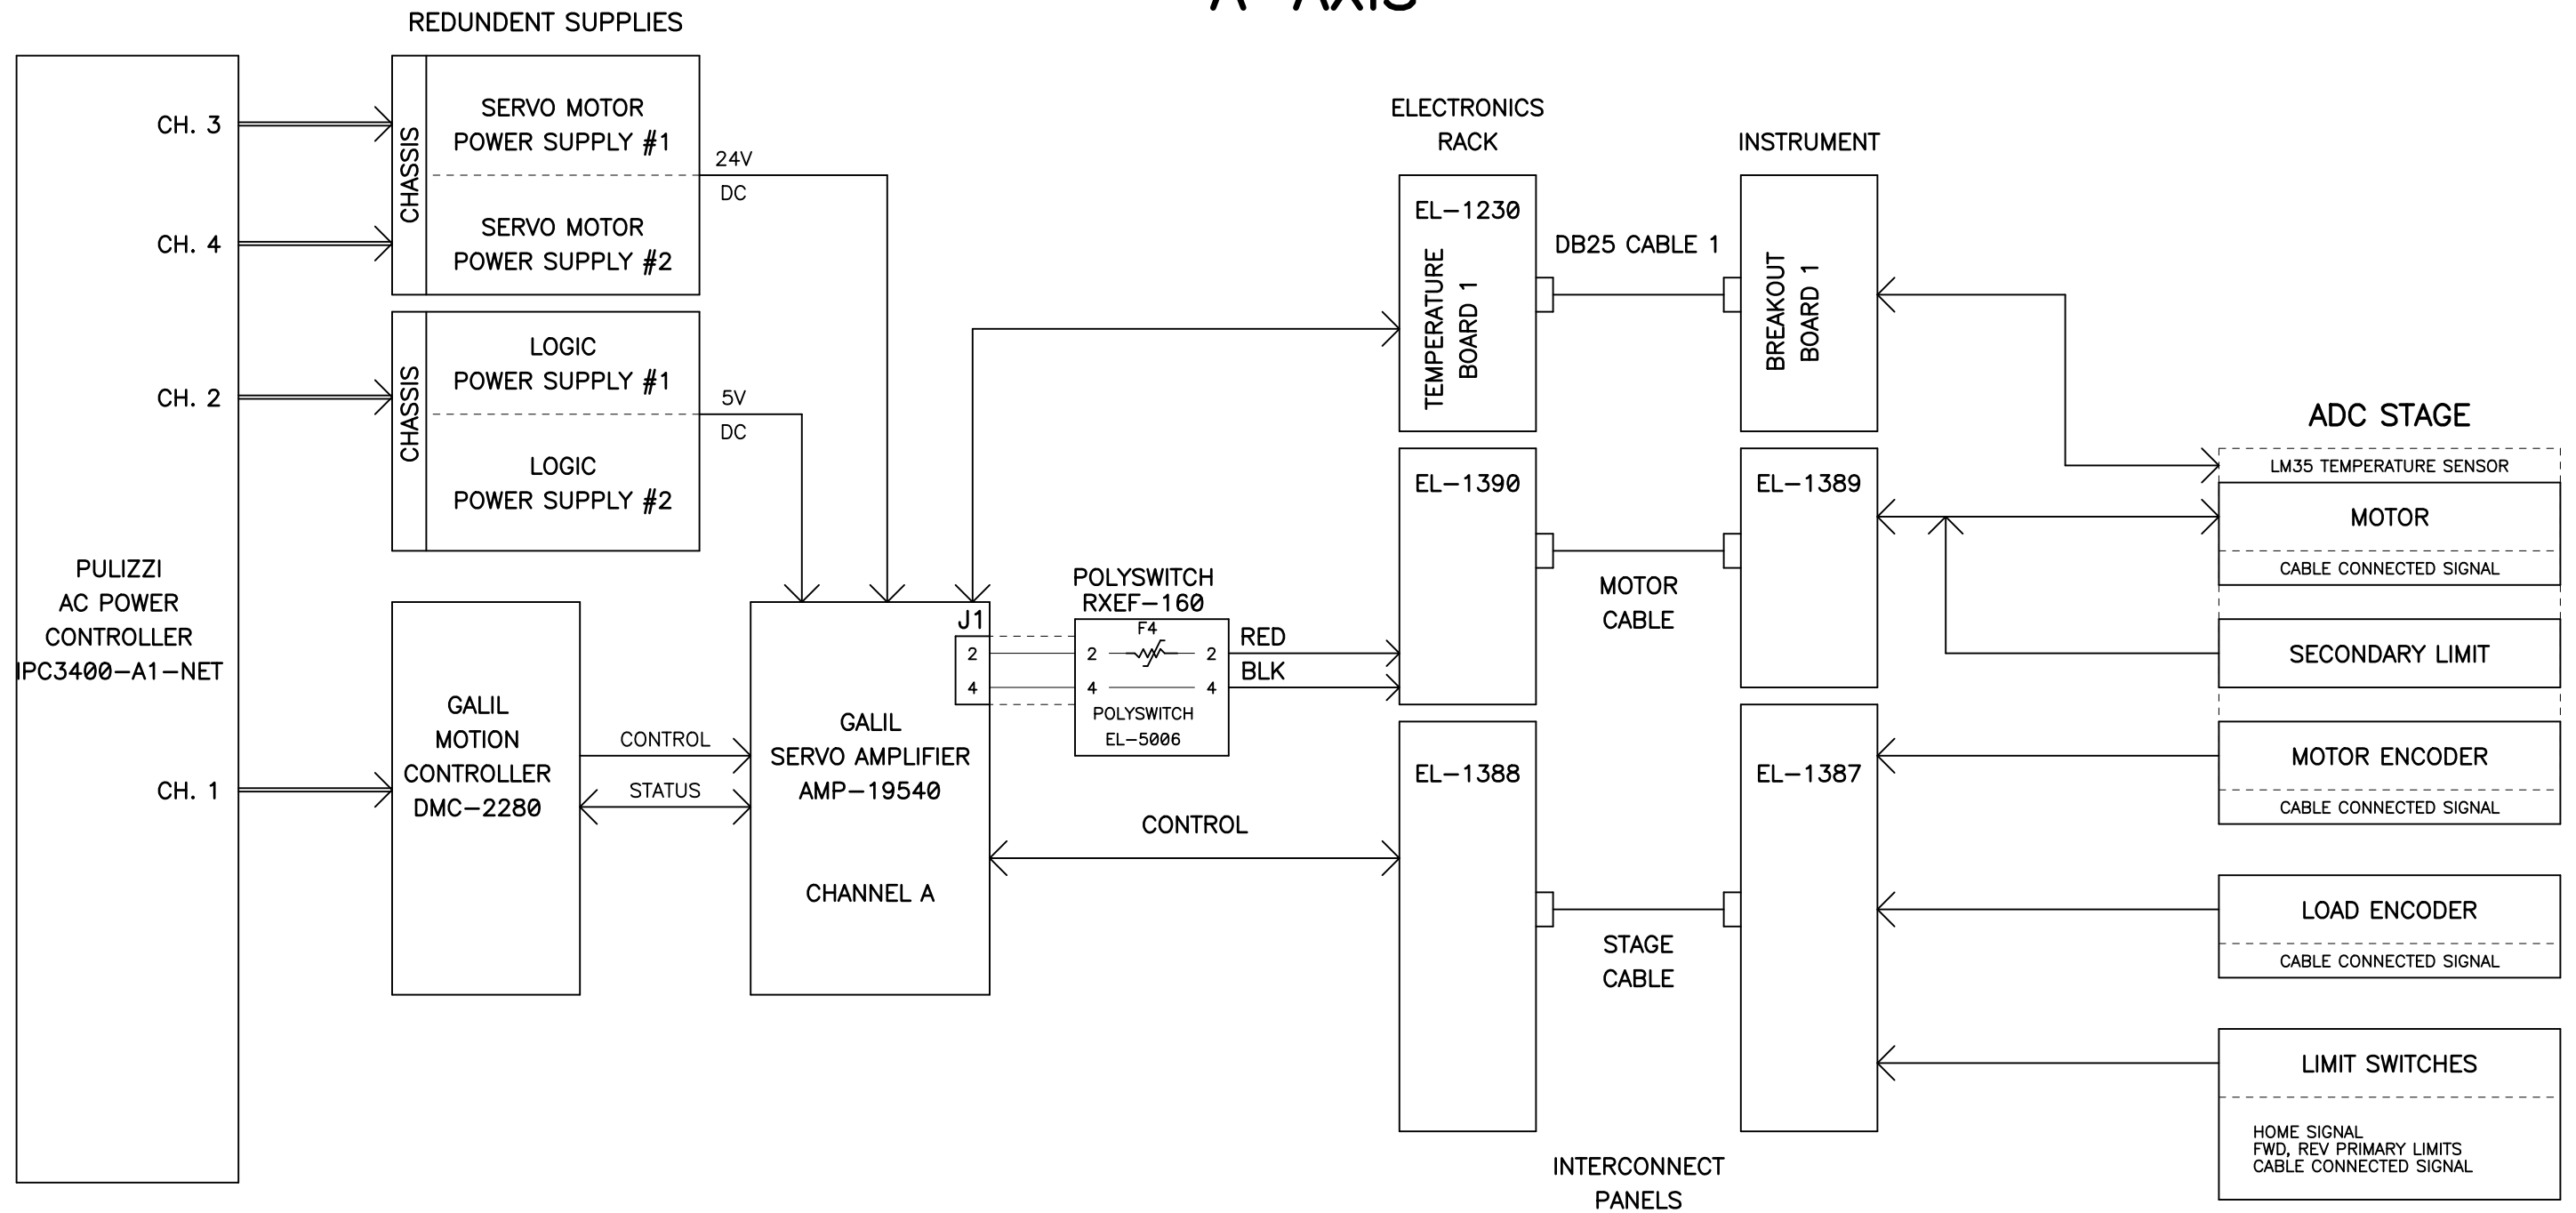 A-AXIS
REDUNDENT SUPPLIES
CH. 3
CH. 4
CH. 2
PULIZZI
AC POWER
CONTROLLER
IPC3400-A1-NET
CH. 1
CHASSIS
SERVO MOTOR
POWER SUPPLY #1
SERVO MOTOR
POWER SUPPLY #2
24V
DC
CHASSIS
LOGIC
POWER SUPPLY #1
LOGIC
POWER SUPPLY #2
5V
DC
GALIL
MOTION
CONTROLLER
DMC-2280
CONTROL
STATUS
GALIL
SERVO AMPLIFIER
AMP-19540
CHANNEL A
J1
2
4
POLYSWITCH
RXEF-160
F4
2 2
4 4
POLYSWITCH
EL-5006
RED
BLK
CONTROL
ELECTRONICS
RACK
EL-1230
TEMPERATURE
BOARD 1
DB25 CABLE 1
INSTRUMENT
BREAKOUT
BOARD 1
EL-1390
MOTOR
CABLE
EL-1389
EL-1388
STAGE
CABLE
EL-1387
INTERCONNECT
PANELS
ADC STAGE
LM35 TEMPERATURE SENSOR
MOTOR
CABLE CONNECTED SIGNAL
SECONDARY LIMIT
MOTOR ENCODER
CABLE CONNECTED SIGNAL
LOAD ENCODER
CABLE CONNECTED SIGNAL
LIMIT SWITCHES
HOME SIGNAL
FWD, REV PRIMARY LIMITS
CABLE CONNECTED SIGNAL